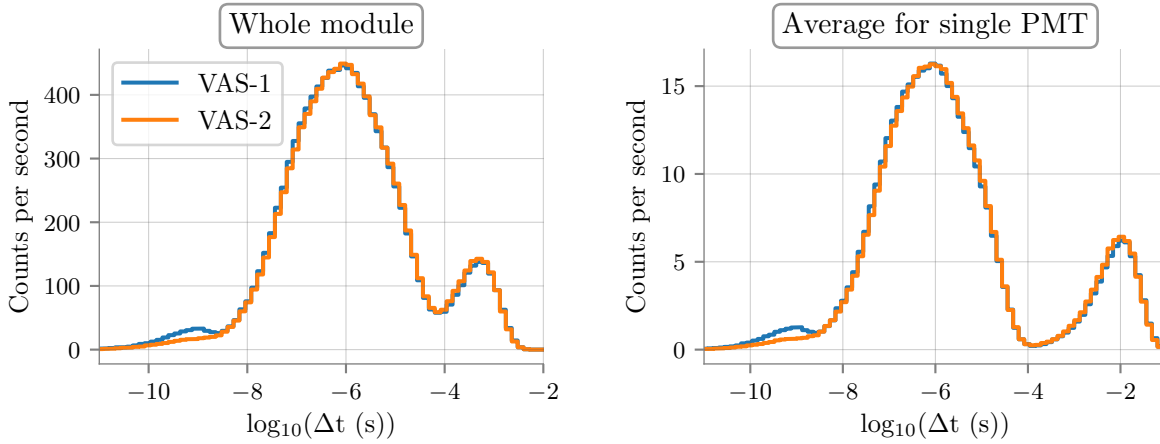 Whole module
Counts per second
400
300
200
100
0
VAS-1
VAS-2
−10
−8
−6
−4
−2
log₁₀(Δt (s))
Average for single PMT
Counts per second
15
10
5
0
−10
−8
−6
−4
−2
log₁₀(Δt (s))